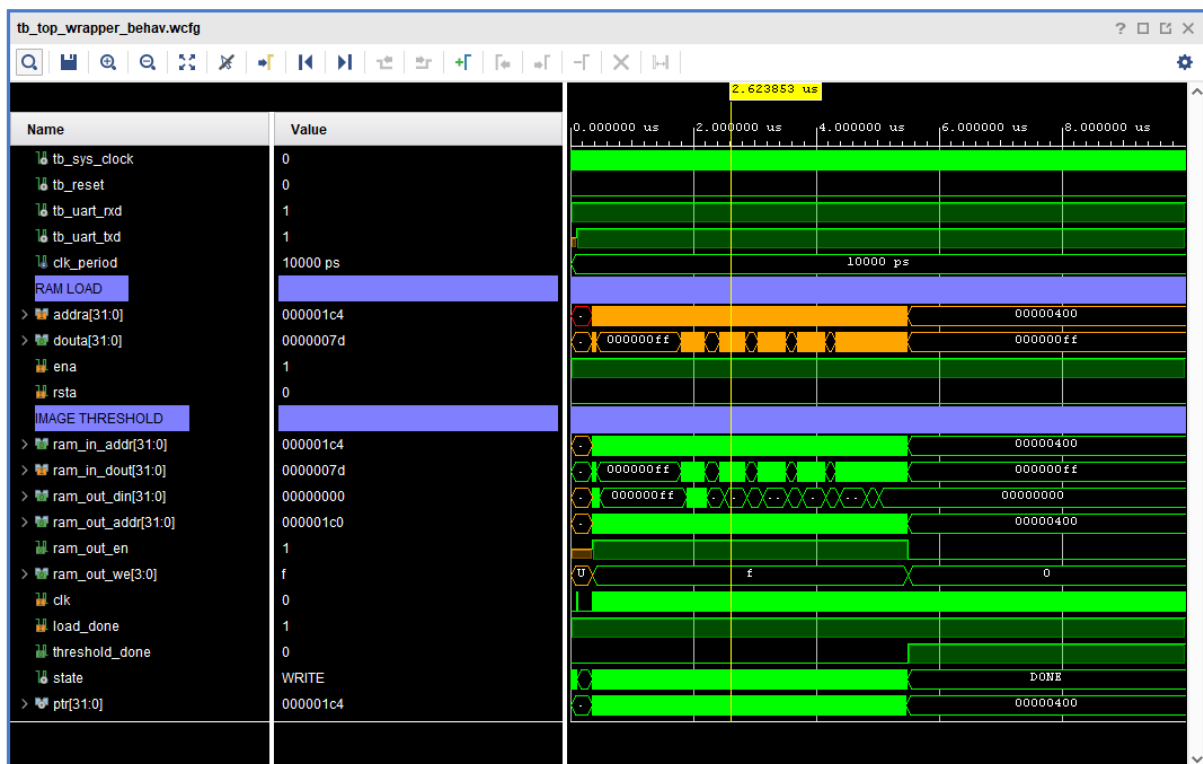 tb_top_wrapper_behav.wcfg
2.623853 us
Name Value 0.000000 us 2.000000 us 4.000000 us 6.000000 us 8.000000 us
tb_sys_clock 0
tb_reset 0
tb_uart_rxd 1
tb_uart_txd 1
clk_period 10000 ps 10000 ps
RAM LOAD
addra[31:0] 000001c4 00000400
douta[31:0] 0000007d 000000ff 000000ff
ena 1
rsta 0
IMAGE THRESHOLD
ram_in_addr[31:0] 000001c4 00000400
ram_in_dout[31:0] 0000007d 000000ff 000000ff
ram_out_din[31:0] 00000000 000000ff 00000000
ram_out_addr[31:0] 000001c0 00000400
ram_out_en 1
ram_out_we[3:0] f U f 0
clk 0
load_done 1
threshold_done 0
state WRITE DONE
ptr[31:0] 000001c4 00000400